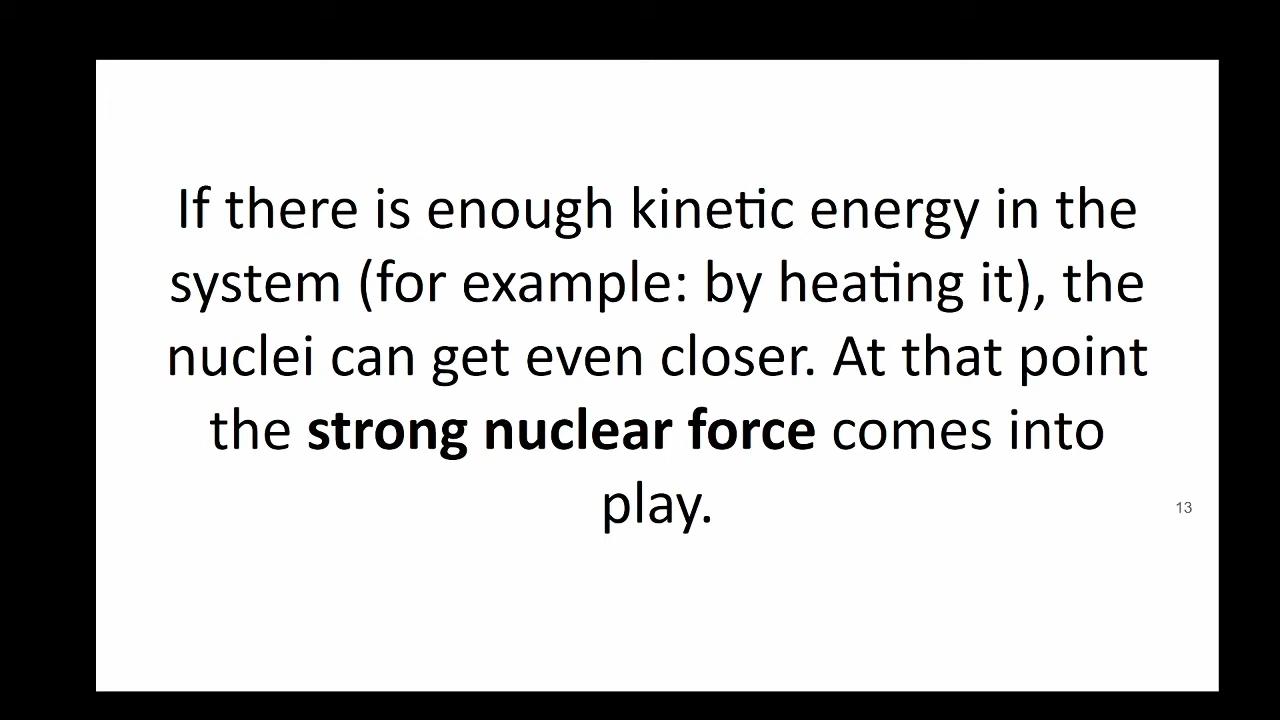 If there is enough kinetic energy in the
system (for example: by heating it), the
nuclei can get even closer. At that point
the strong nuclear force comes into
play.
13